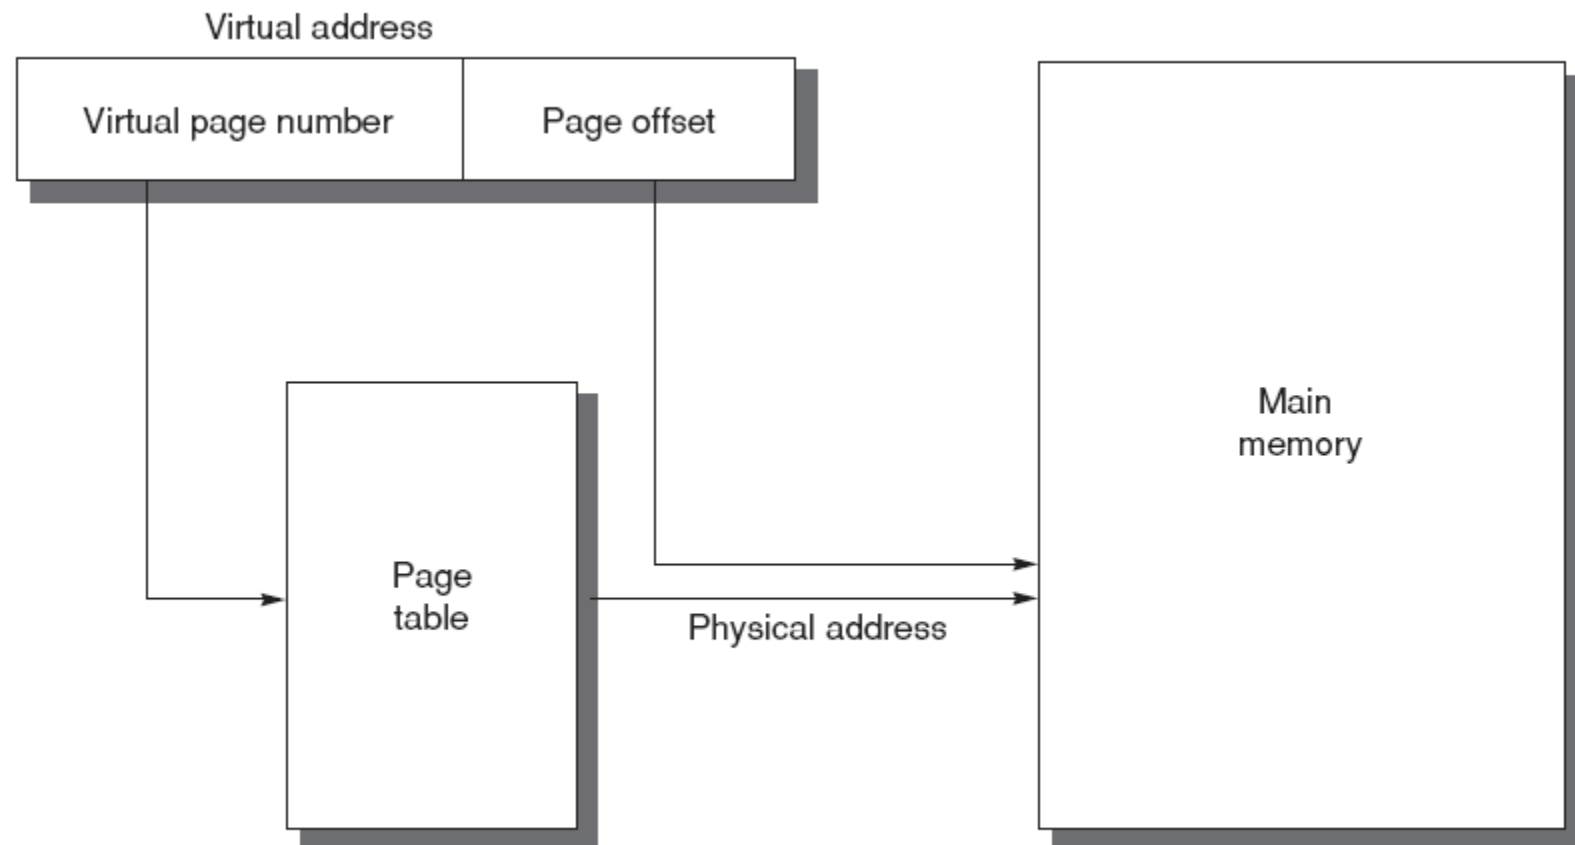 Virtual address
Virtual page number
Page offset
Main
memory
Page
table
Physical address